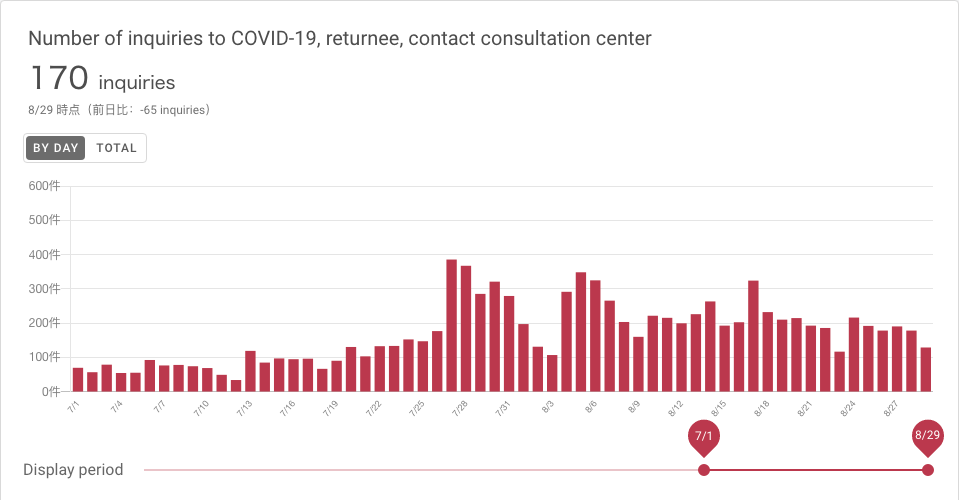 Number of inquiries to COVID-19, returnee, contact consultation center
170 inquiries
8/29 時点（前日比：-65 inquiries）
BY DAY TOTAL
600件
500件
400件
300件
200件
100件
0件
7/1 7/4 7/7 7/10 7/13 7/16 7/19 7/22 7/25 7/28 7/31 8/3 8/6 8/9 8/12 8/15 8/18 8/21 8/24 8/27
7/1 8/29
Display period